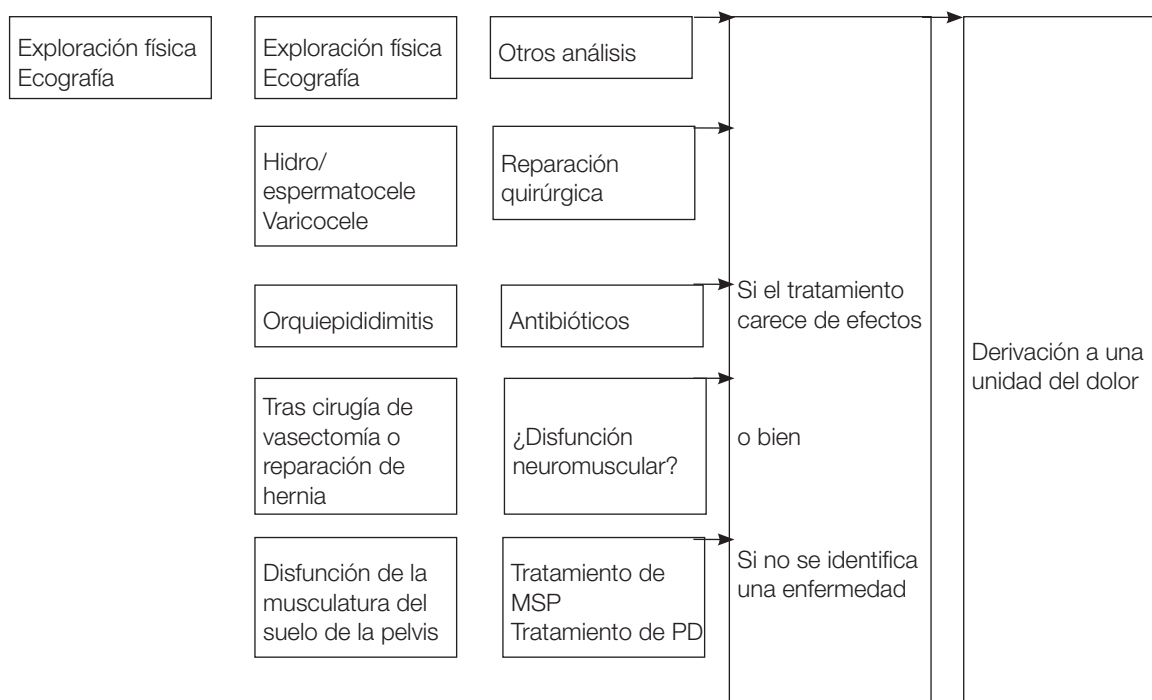 Exploración física
Ecografía
Exploración física
Ecografía
Otros análisis
Hidro/
espermatocele
Varicocele
Reparación
quirúrgica
Orquiepididimitis
Antibióticos
Si el tratamiento
carece de efectos
Tras cirugía de
vasectomía o
reparación de
hernia
¿Disfunción
neuromuscular?
o bien
Disfunción de la
musculatura del
suelo de la pelvis
Tratamiento de
MSP
Tratamiento de PD
Si no se identifica
una enfermedad
Derivación a una
unidad del dolor